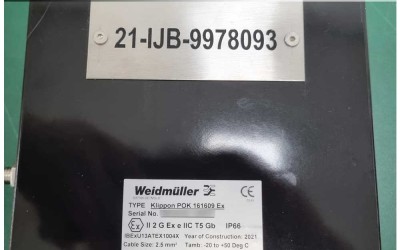 21-IJB-9978093
Weidmüller
TYPE Klippon POK 161609 Ex
Serial No.
II 2 G Ex e IIC T5 Gb IP66
IBExU13ATEX1004X Year of Construction. 2021
Cable Size: 2.5 mm² Tamb: -20 to +50 Deg C